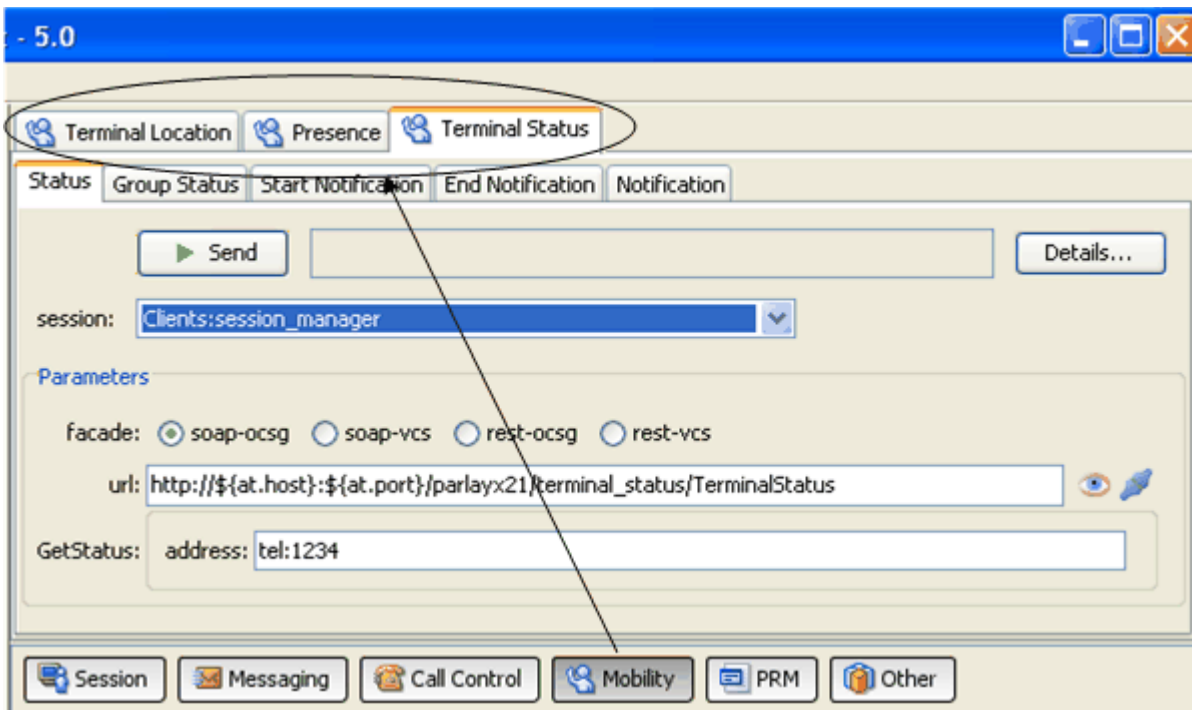 - 5.0
Terminal Location Presence Terminal Status
Status Group Status Start Notification End Notification Notification
Send Details...
session: Clients:session_manager
Parameters
facade: soap-ocsg soap-vcs rest-ocsg rest-vcs
url: http://${at.host}:${at.port}/parlayx21/terminal_status/TerminalStatus
GetStatus: address: tel:1234
Session Messaging Call Control Mobility PRM Other